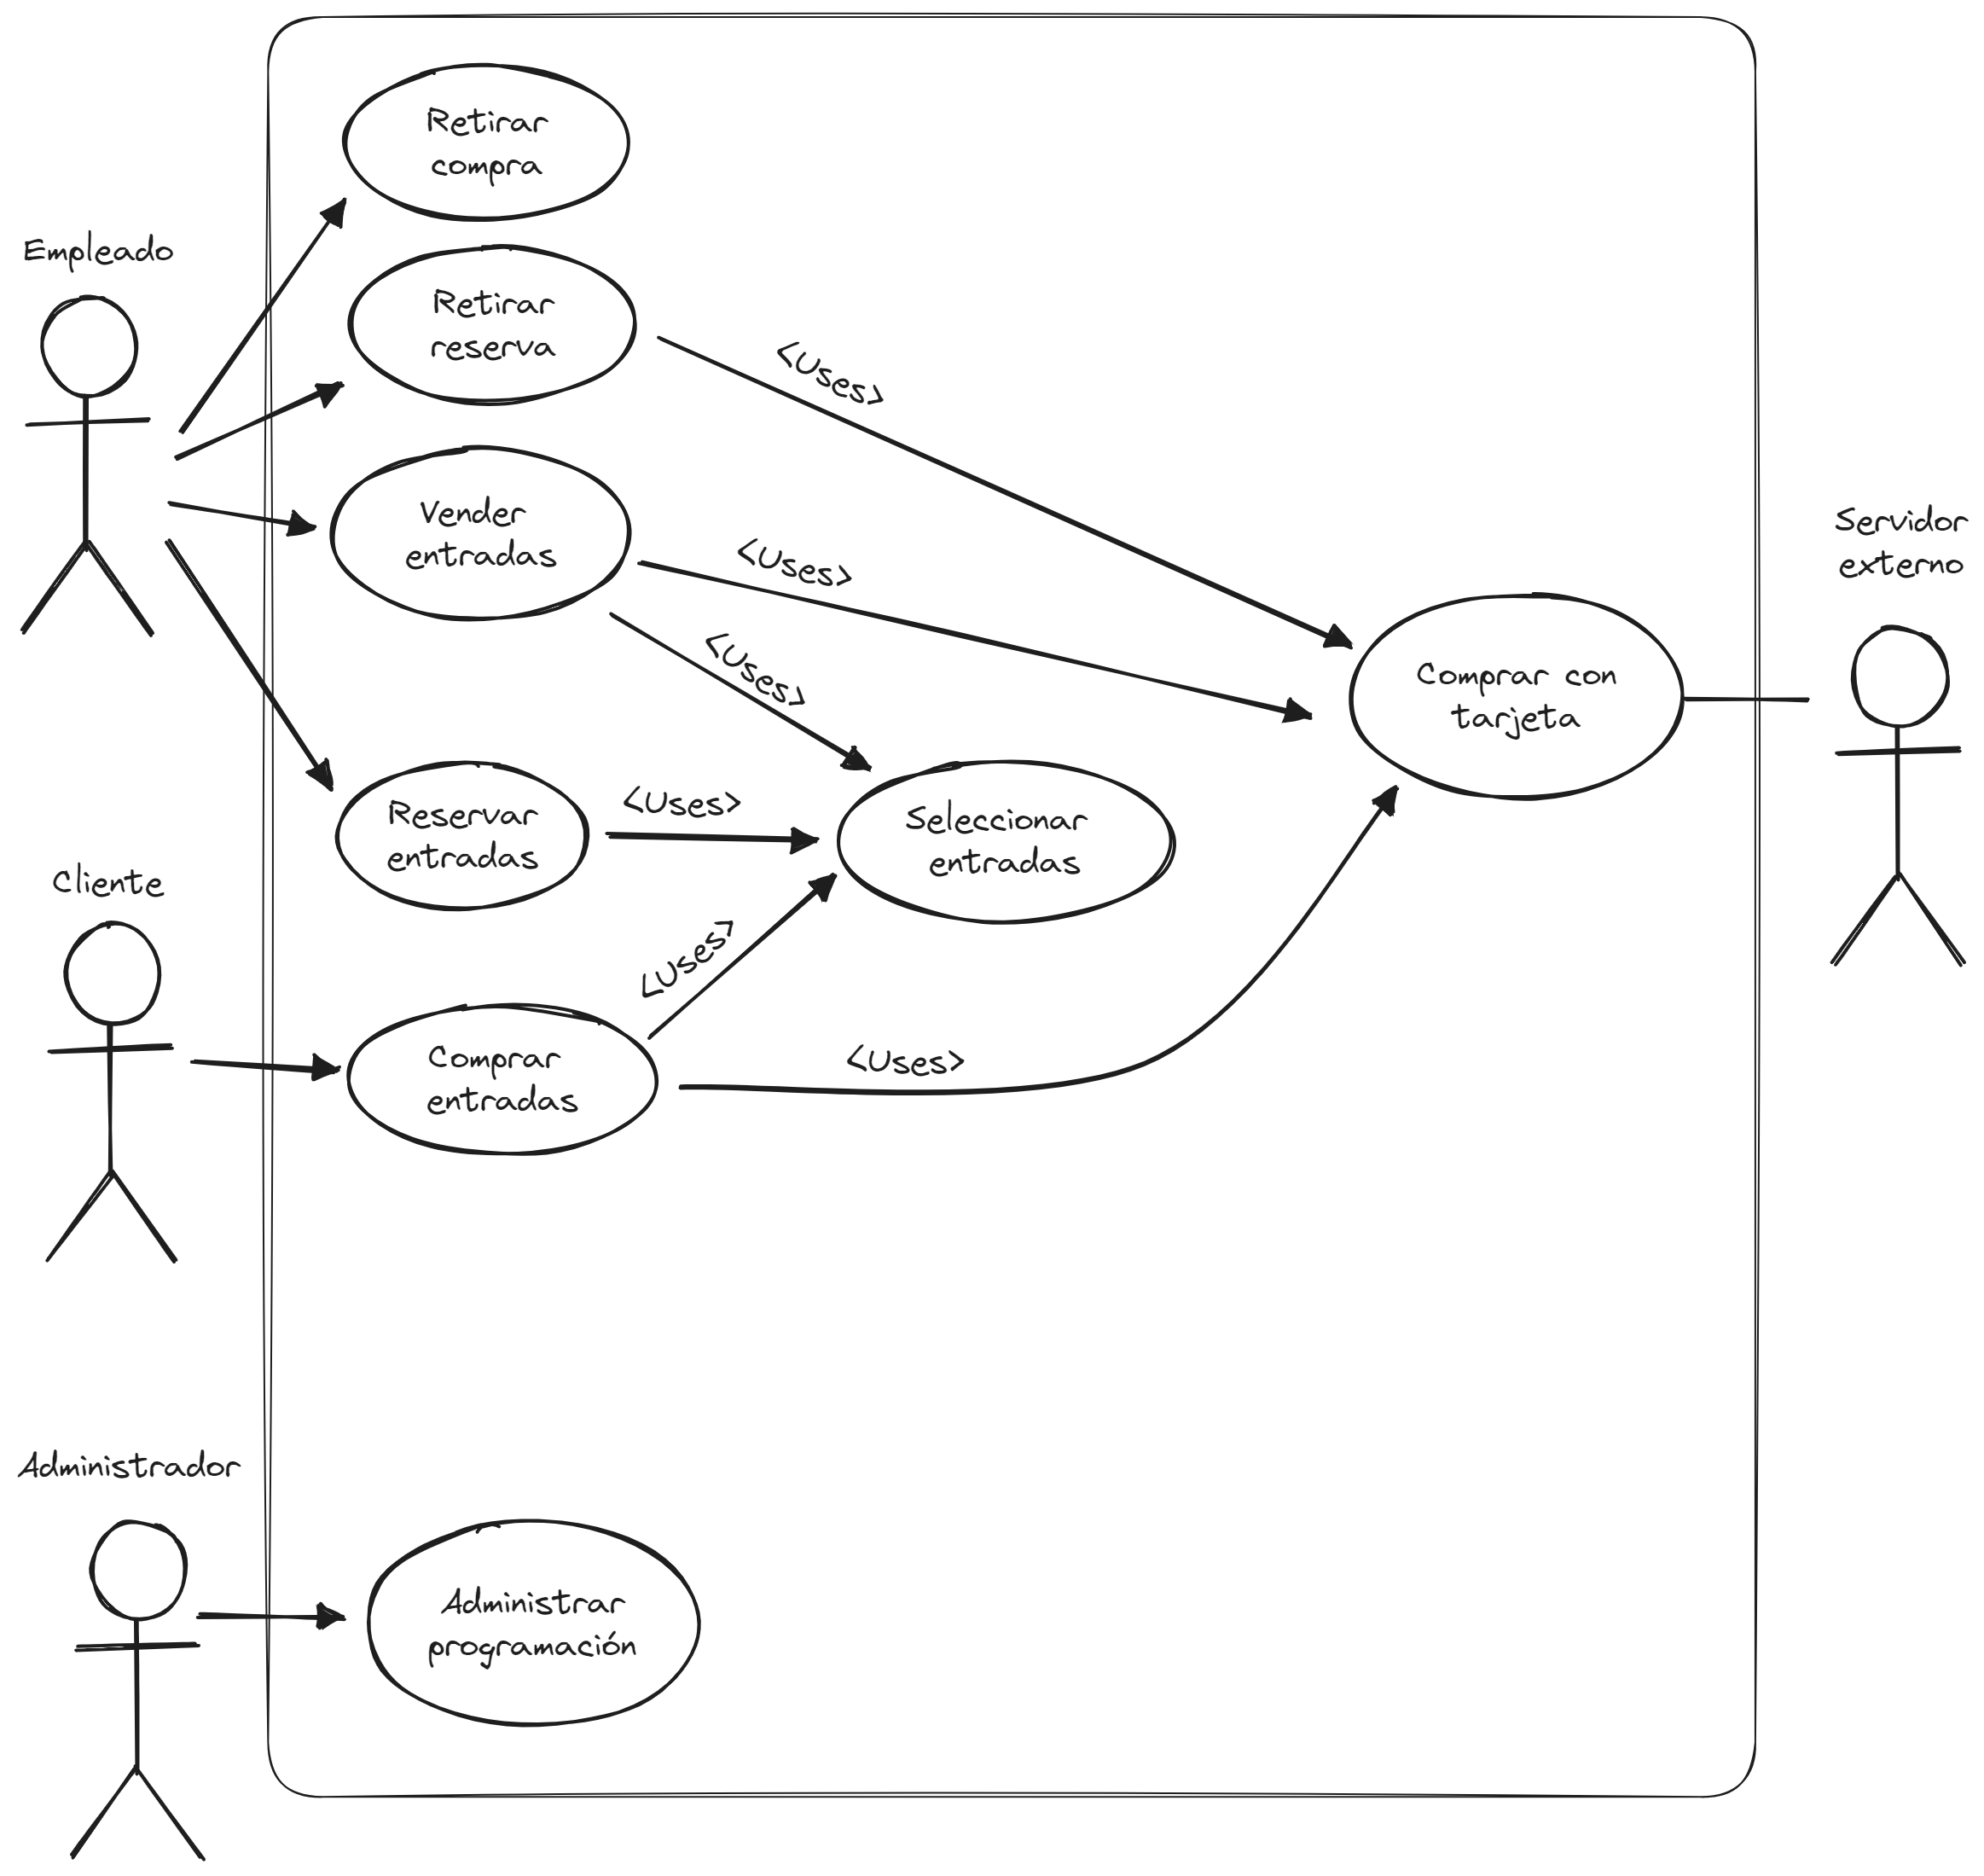 Retirar
compra
Empleado
Retirar
reserva
<Uses>
Vender
entradas
<Uses>
Servidor
externo
<Uses>
Comprar con
tarjeta
Reservar
entradas
<Uses>
Seleccionar
entradas
Cliente
<Uses>
Comprar
entradas
<Uses>
Administrador
Administrar
programación